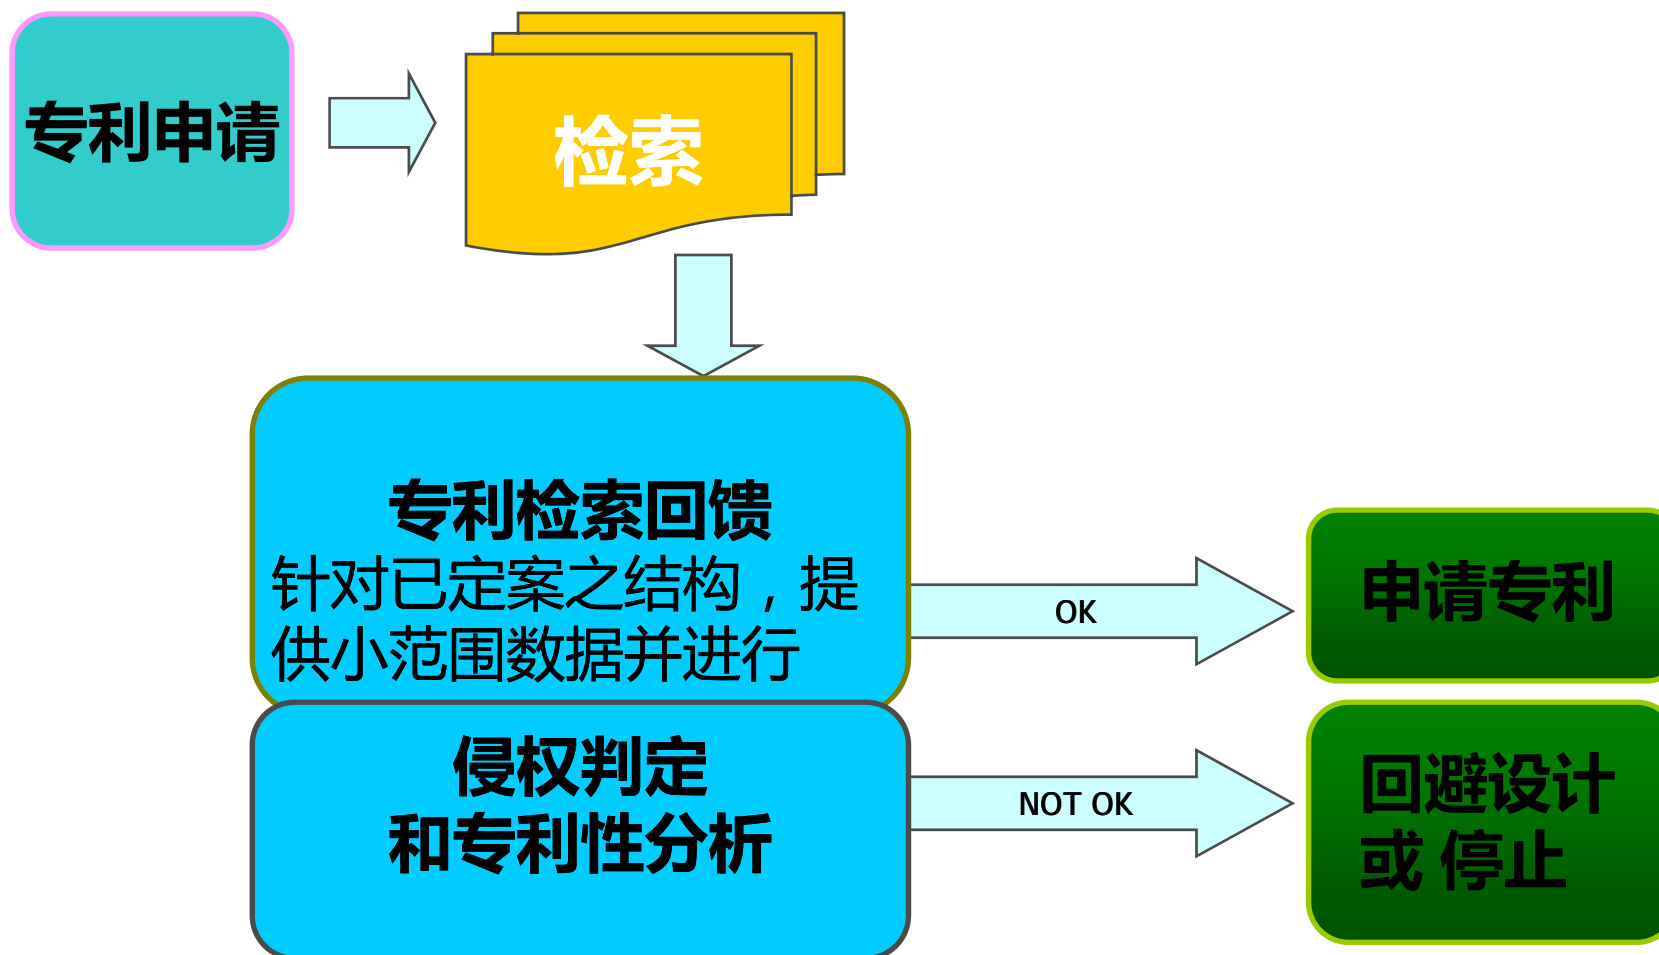 专利申请
检索
专利检索回馈
针对已定案之结构，提
供小范围数据并进行
OK
申请专利
侵权判定
和专利性分析
NOT OK
回避设计
或 停止